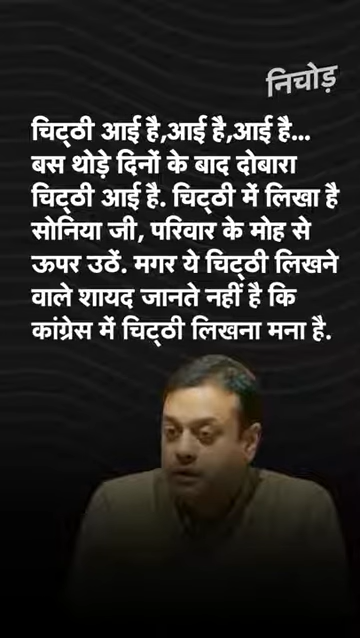 निचोड़
चिट्ठी आई है,आई है,आई है...
बस थोड़े दिनों के बाद दोबारा
चिट्ठी आई है. चिट्ठी में लिखा है
सोनिया जी, परिवार के मोह से
ऊपर उठें. मगर ये चिट्ठी लिखने
वाले शायद जानते नहीं है कि
कांग्रेस में चिट्ठी लिखना मना है.